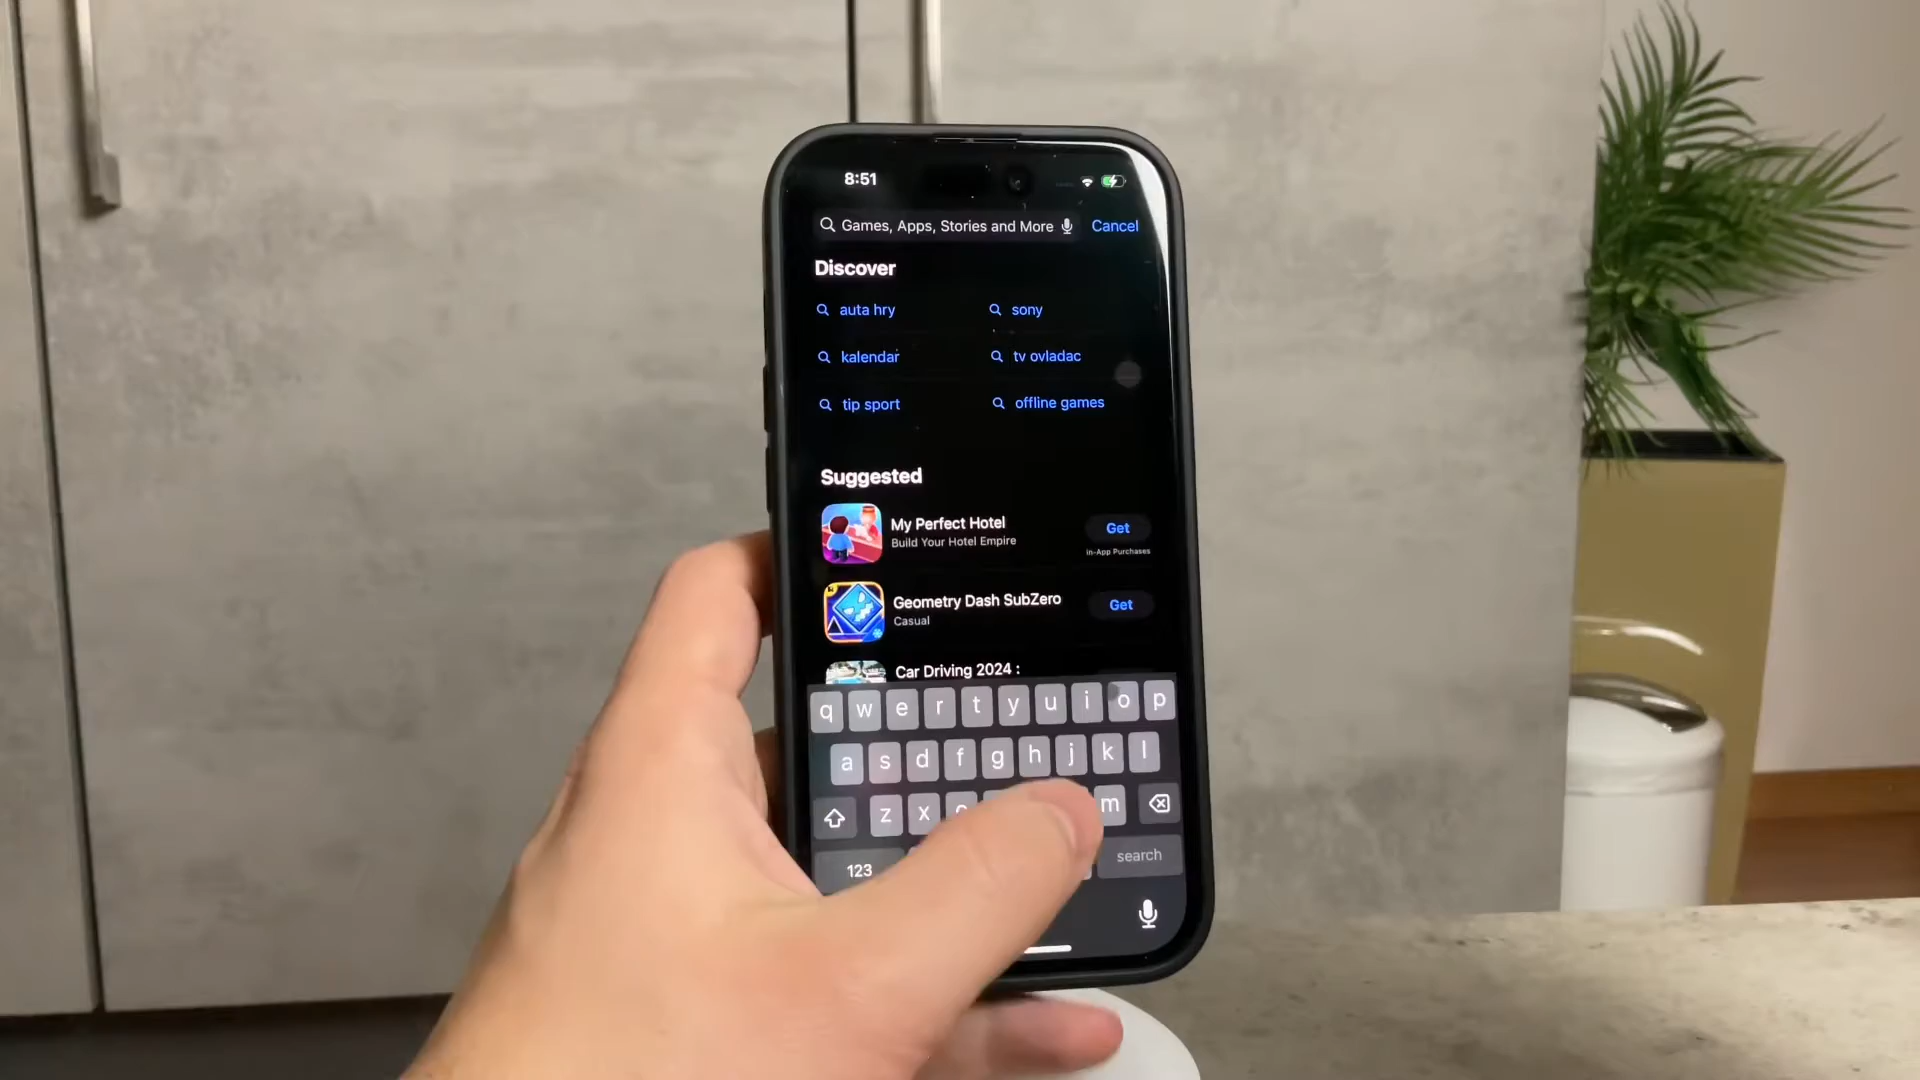 8:51
Games, Apps, Stories and More
Cancel
Discover
auta hry
sony
kalendar
tv ovladac
tip sport
offline games
Suggested
My Perfect Hotel
Build Your Hotel Empire
Get
In-App Purchases
Geometry Dash SubZero
Casual
Get
Car Driving 2024 :
q w e r t y u i o p
a s d f g h j k l
z x c m
123
search